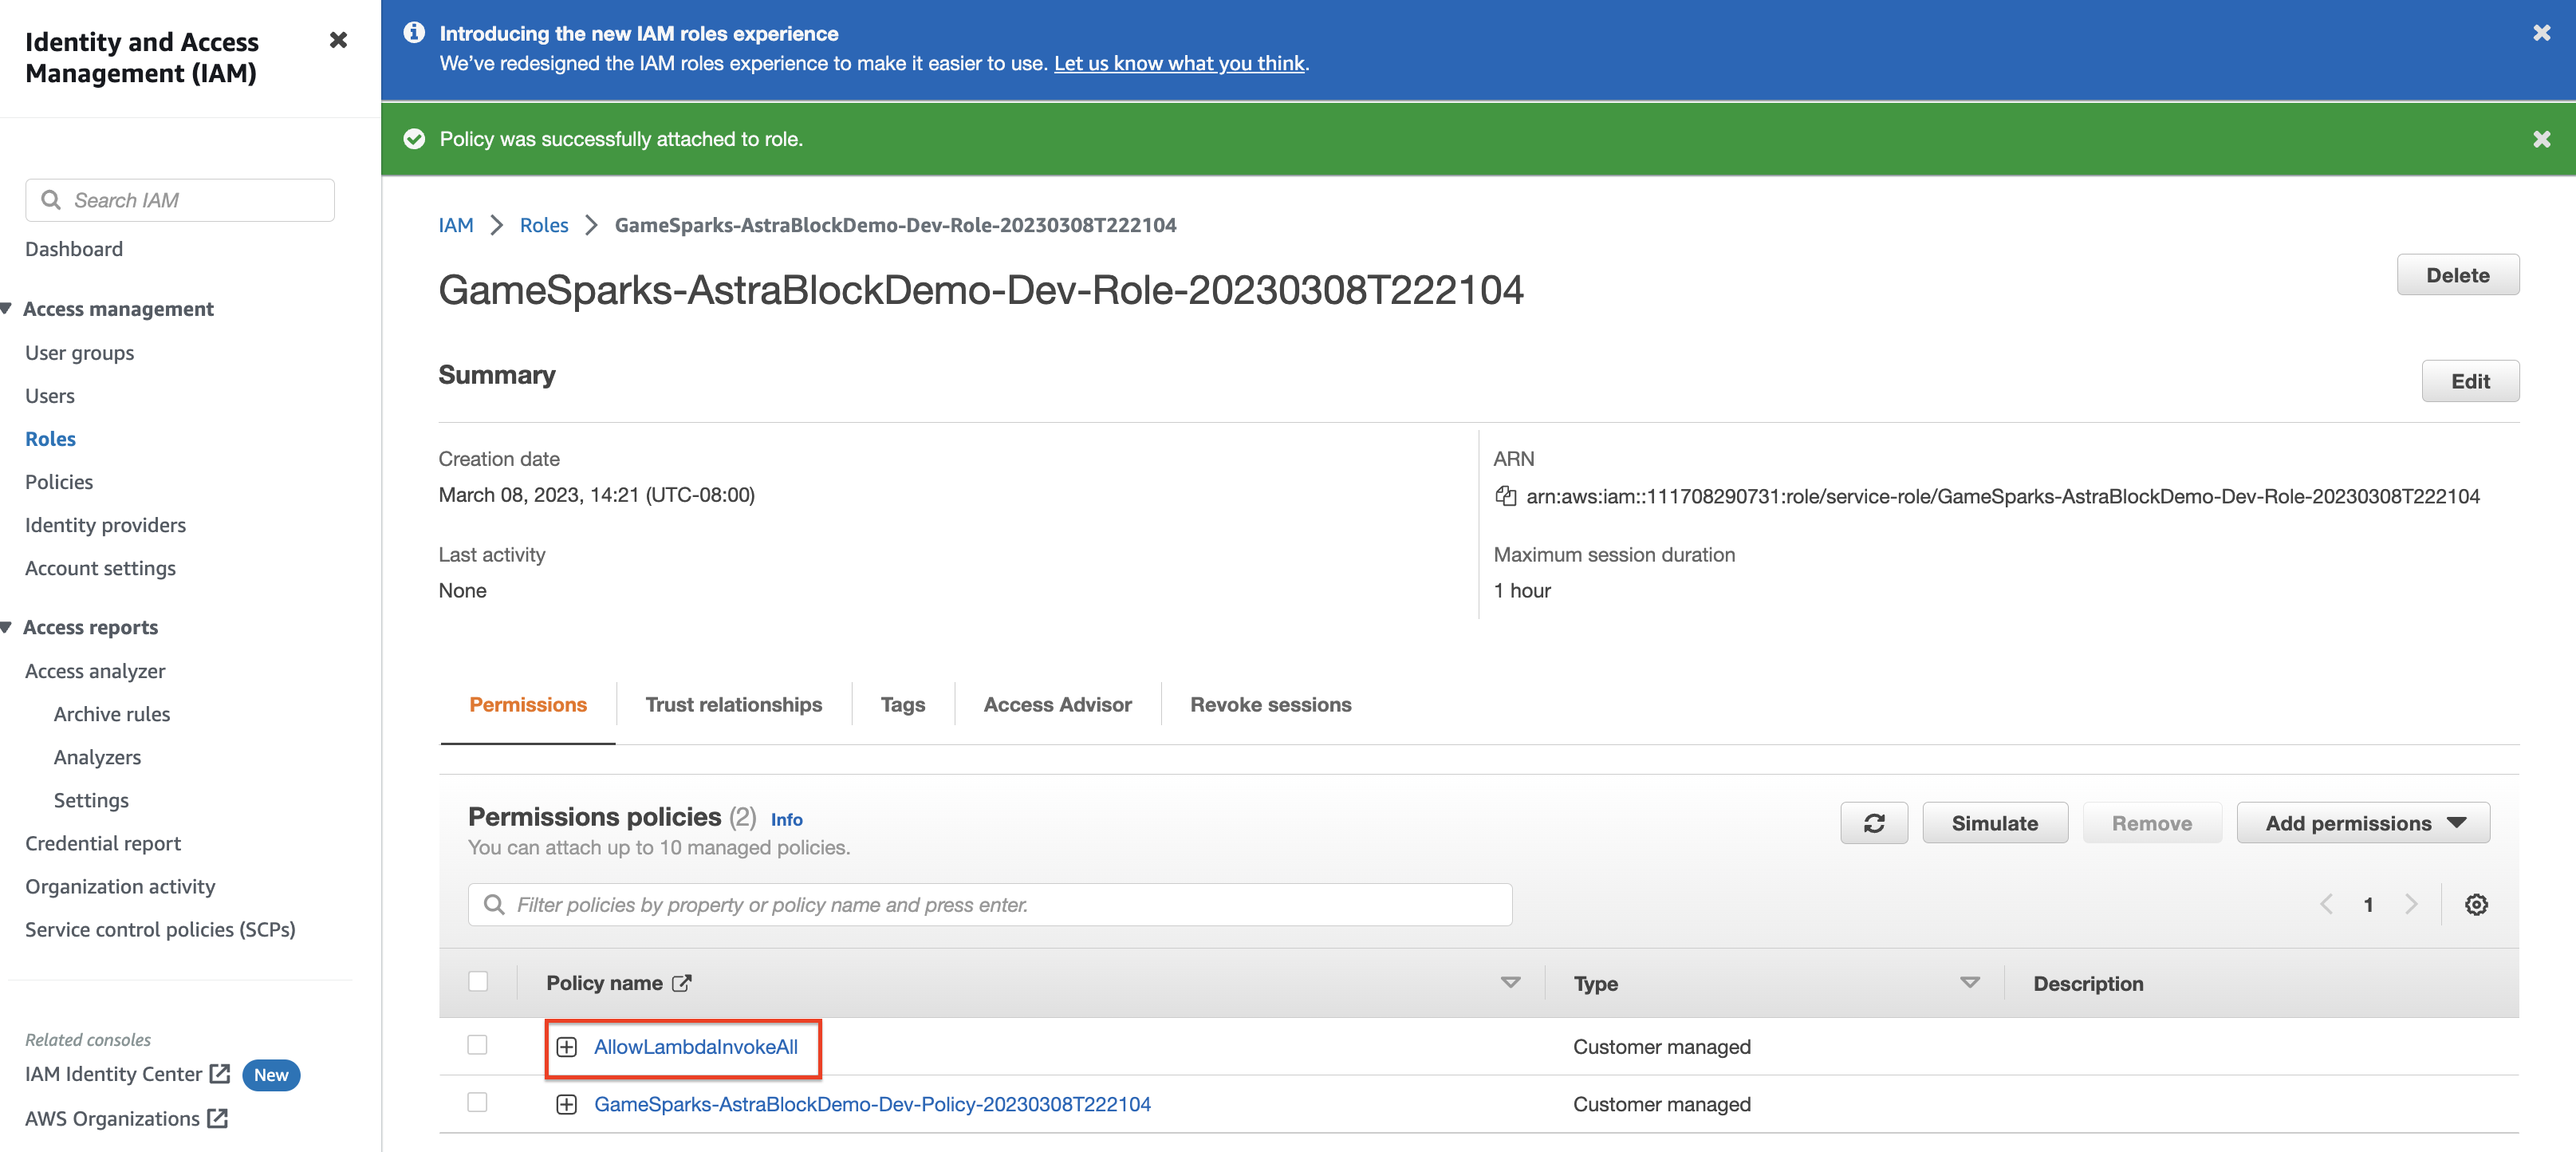 Identity and Access
Management (IAM)
Search IAM
Dashboard
Access management
User groups
Users
Roles
Policies
Identity providers
Account settings
Access reports
Access analyzer
Archive rules
Analyzers
Settings
Credential report
Organization activity
Service control policies (SCPs)
Related consoles
IAM Identity Center New
AWS Organizations
Introducing the new IAM roles experience
We've redesigned the IAM roles experience to make it easier to use. Let us know what you think.
Policy was successfully attached to role.
IAM > Roles > GameSparks-AstraBlockDemo-Dev-Role-20230308T222104
GameSparks-AstraBlockDemo-Dev-Role-20230308T222104
Delete
Summary
Edit
Creation date
March 08, 2023, 14:21 (UTC-08:00)
ARN
arn:aws:iam::111708290731:role/service-role/GameSparks-AstraBlockDemo-Dev-Role-20230308T222104
Last activity
None
Maximum session duration
1 hour
Permissions
Trust relationships
Tags
Access Advisor
Revoke sessions
Permissions policies (2) Info
You can attach up to 10 managed policies.
Simulate
Remove
Add permissions
Filter policies by property or policy name and press enter.
1
Policy name
Type
Description
AllowLambdaInvokeAll
Customer managed
GameSparks-AstraBlockDemo-Dev-Policy-20230308T222104
Customer managed